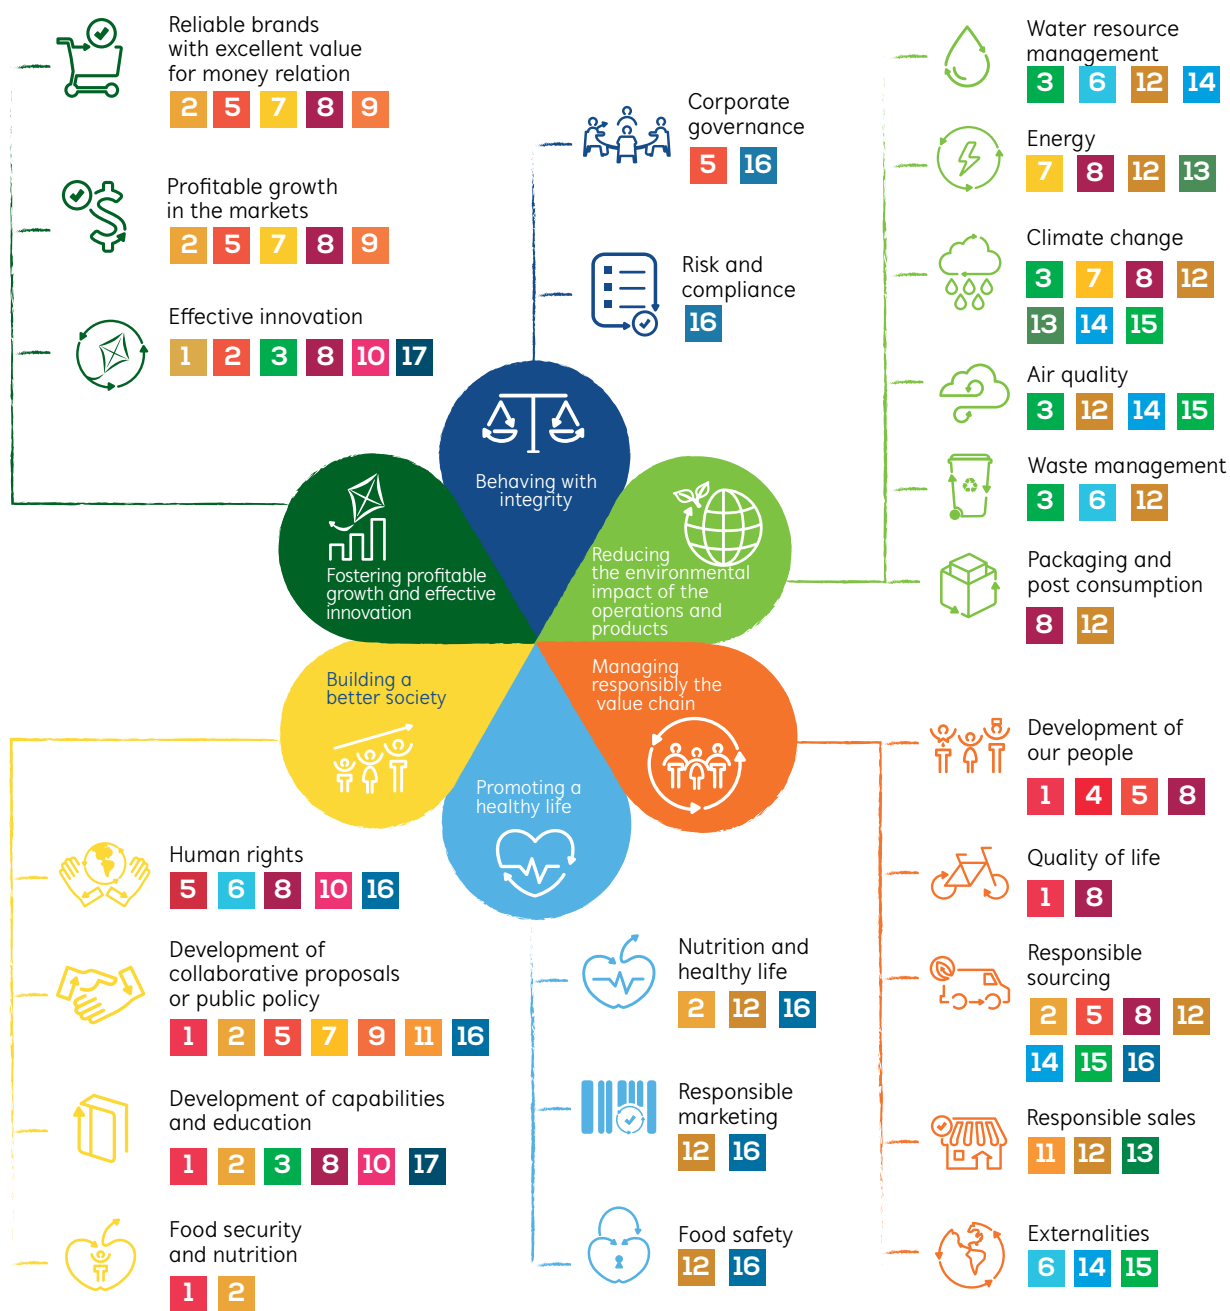 Reliable brands
with excellent value
for money relation
2 5 7 8 9
Profitable growth
in the markets
2 5 7 8 9
Effective innovation
1 2 3 8 10 17
Corporate
governance
5 16
Risk and
compliance
16
Water resource
management
3 6 12 14
Energy
7 8 12 13
Climate change
3 7 8 12
13 14 15
Air quality
3 12 14 15
Waste management
3 6 12
Packaging and
post consumption
8 12
Behaving with
integrity
Fostering profitable
growth and effective
innovation
Reducing
the environmental
impact of the
operations and
products
Building a
better society
Managing
responsibly the
value chain
Promoting a
healthy life
Human rights
5 6 8 10 16
Development of
collaborative proposals
or public policy
1 2 5 7 9 11 16
Development of capabilities
and education
1 2 3 8 10 17
Food security
and nutrition
1 2
Nutrition and
healthy life
2 12 16
Responsible
marketing
12 16
Food safety
12 16
Development of
our people
1 4 5 8
Quality of life
1 8
Responsible
sourcing
2 5 8 12
14 15 16
Responsible sales
11 12 13
Externalities
6 14 15